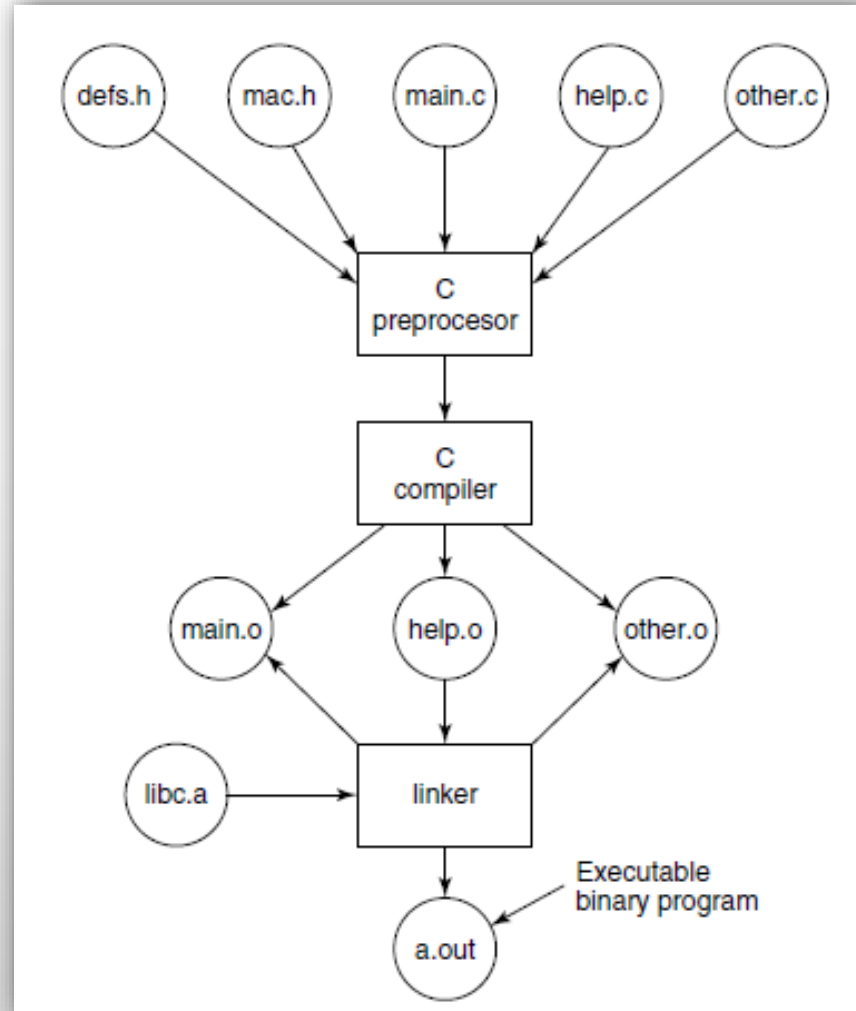 defs.h
mac.h
main.c
help.c
other.c
C
preprocesor
C
compiler
main.o
help.o
other.o
libc.a
linker
Executable
binary program
a.out